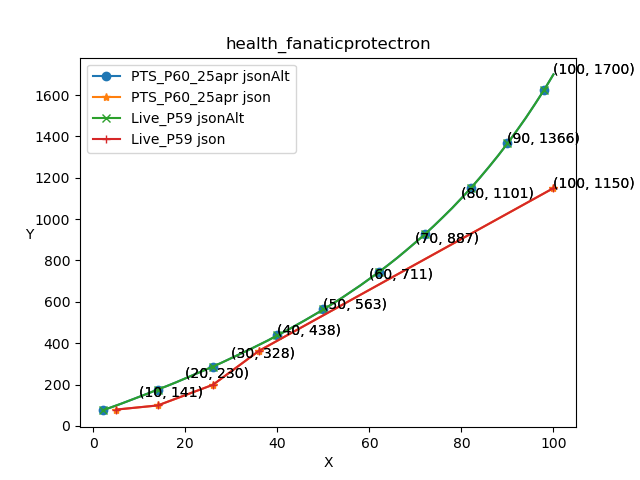 health_fanaticprotectron
PTS_P60_25apr jsonAlt
PTS_P60_25apr json
Live_P59 jsonAlt
Live_P59 json
(100, 1700)
(90, 1366)
(100, 1150)
(80, 1101)
(70, 887)
(60, 711)
(50, 563)
(40, 438)
(30, 328)
(20, 230)
(10, 141)
Y
1600
1400
1200
1000
800
600
400
200
0
0 20 40 60 80 100
X